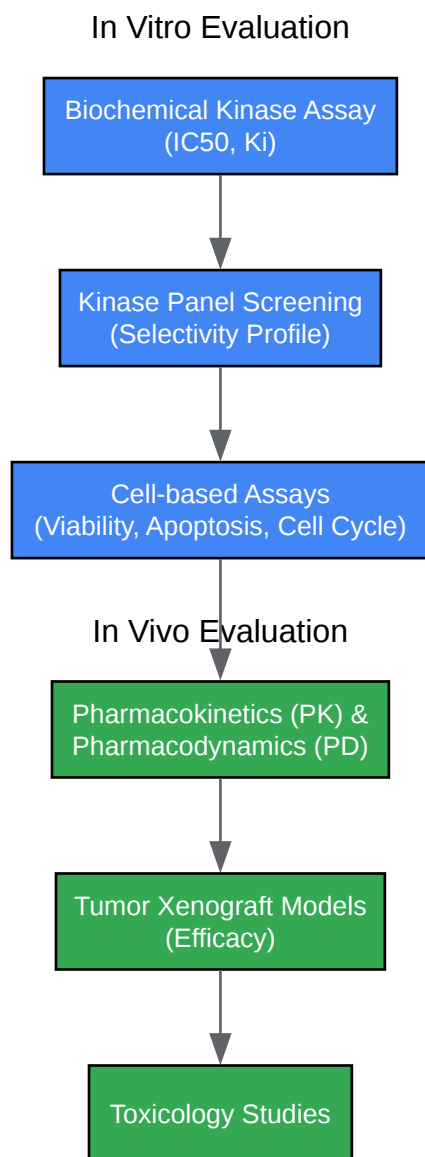 In Vitro Evaluation
Biochemical Kinase Assay
(IC50, Ki)
Kinase Panel Screening
(Selectivity Profile)
Cell-based Assays
(Viability, Apoptosis, Cell Cycle)
In Vivo Evaluation
Pharmacokinetics (PK) &
Pharmacodynamics (PD)
Tumor Xenograft Models
(Efficacy)
Toxicology Studies